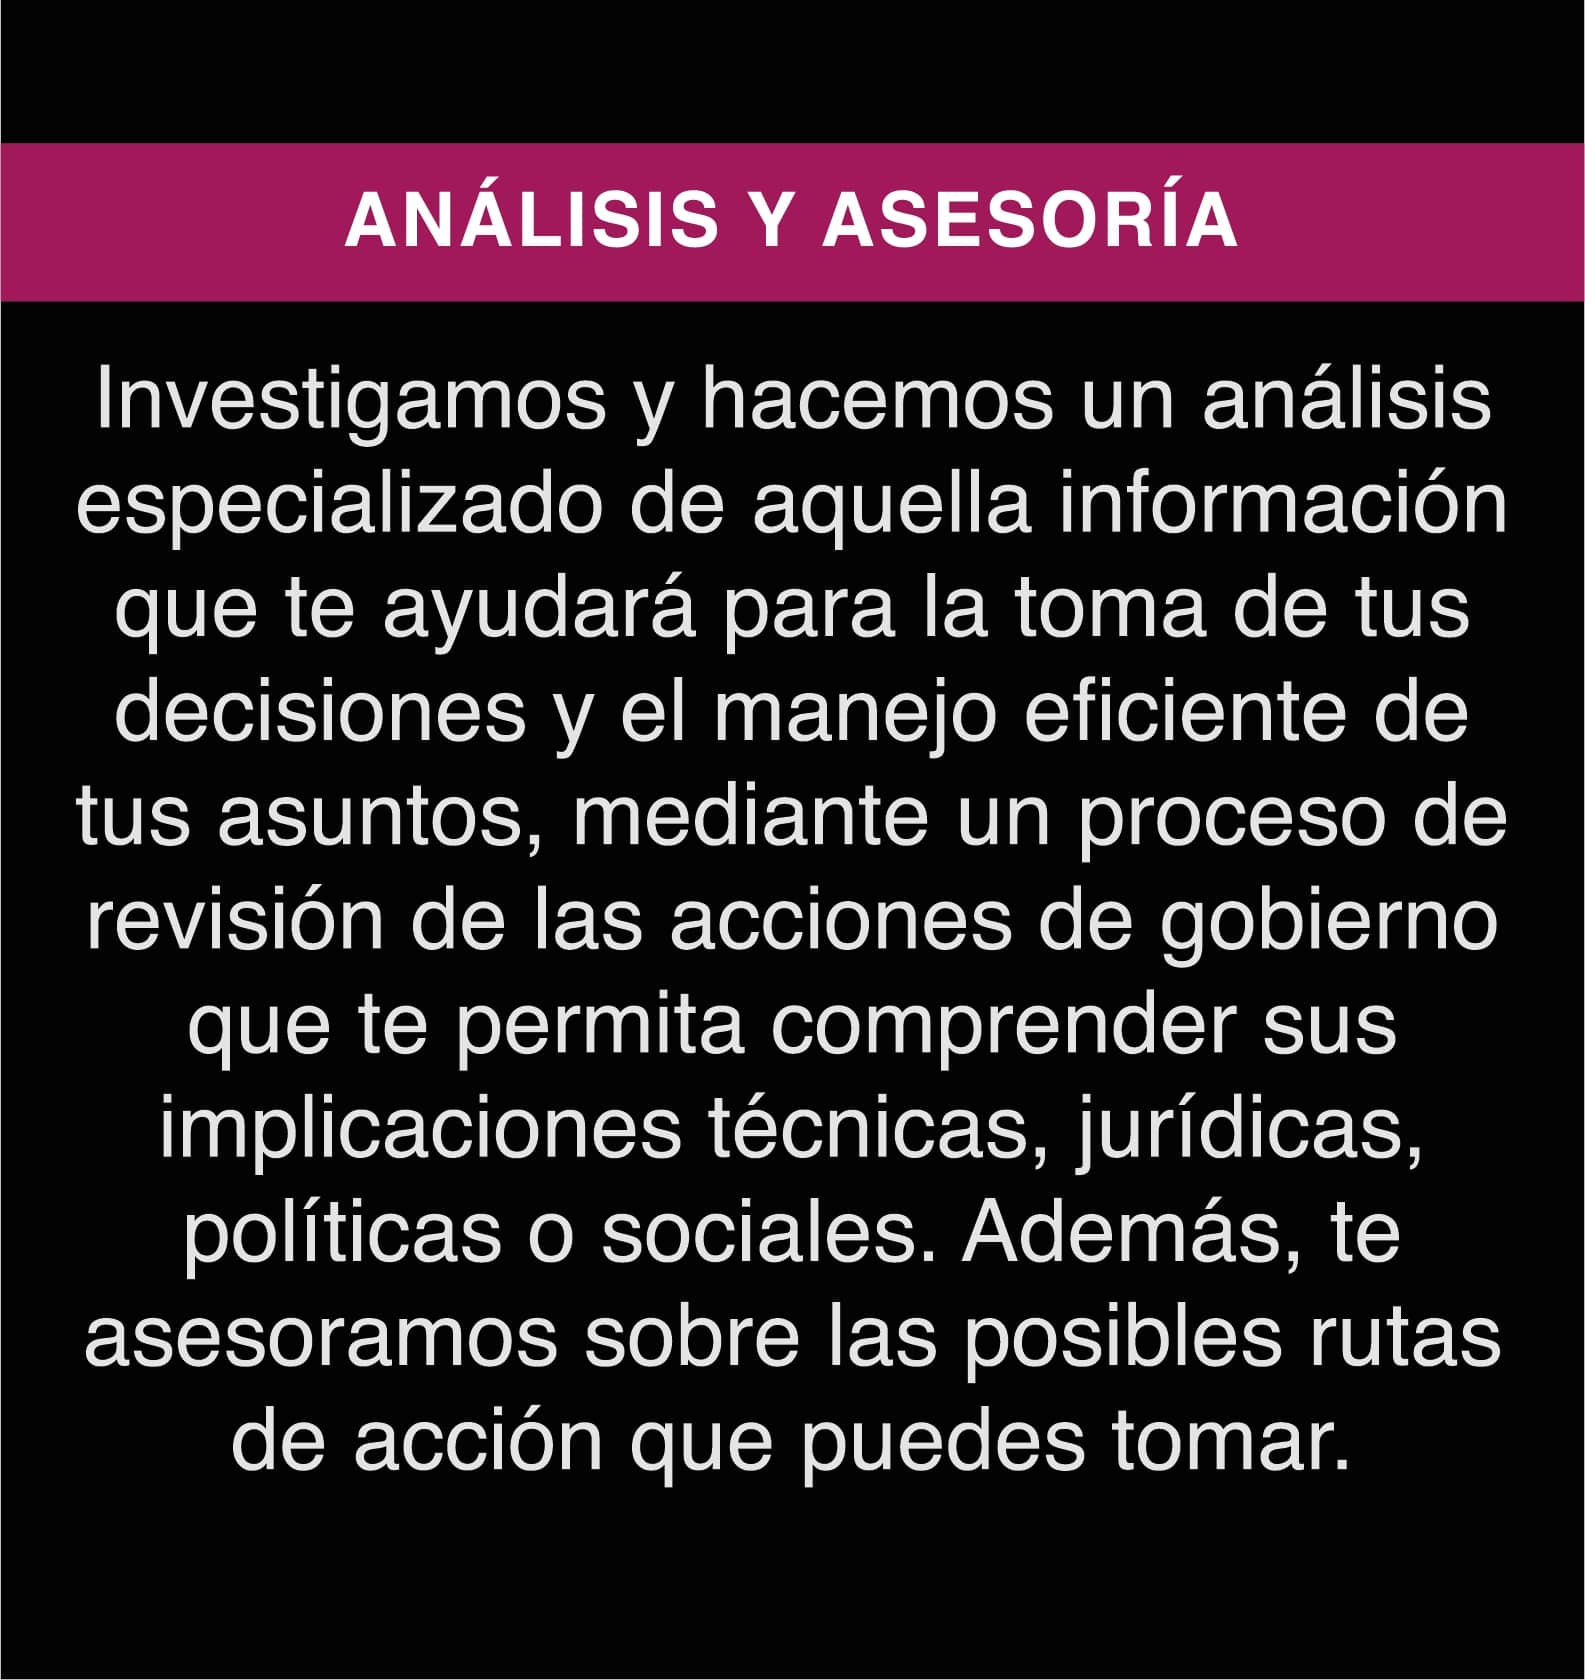 ANÁLISIS Y ASESORÍA
Investigamos y hacemos un análisis
especializado de aquella información
que te ayudará para la toma de tus
decisiones y el manejo eficiente de
tus asuntos, mediante un proceso de
revisión de las acciones de gobierno
que te permita comprender sus
implicaciones técnicas, jurídicas,
políticas o sociales. Además, te
asesoramos sobre las posibles rutas
de acción que puedes tomar.